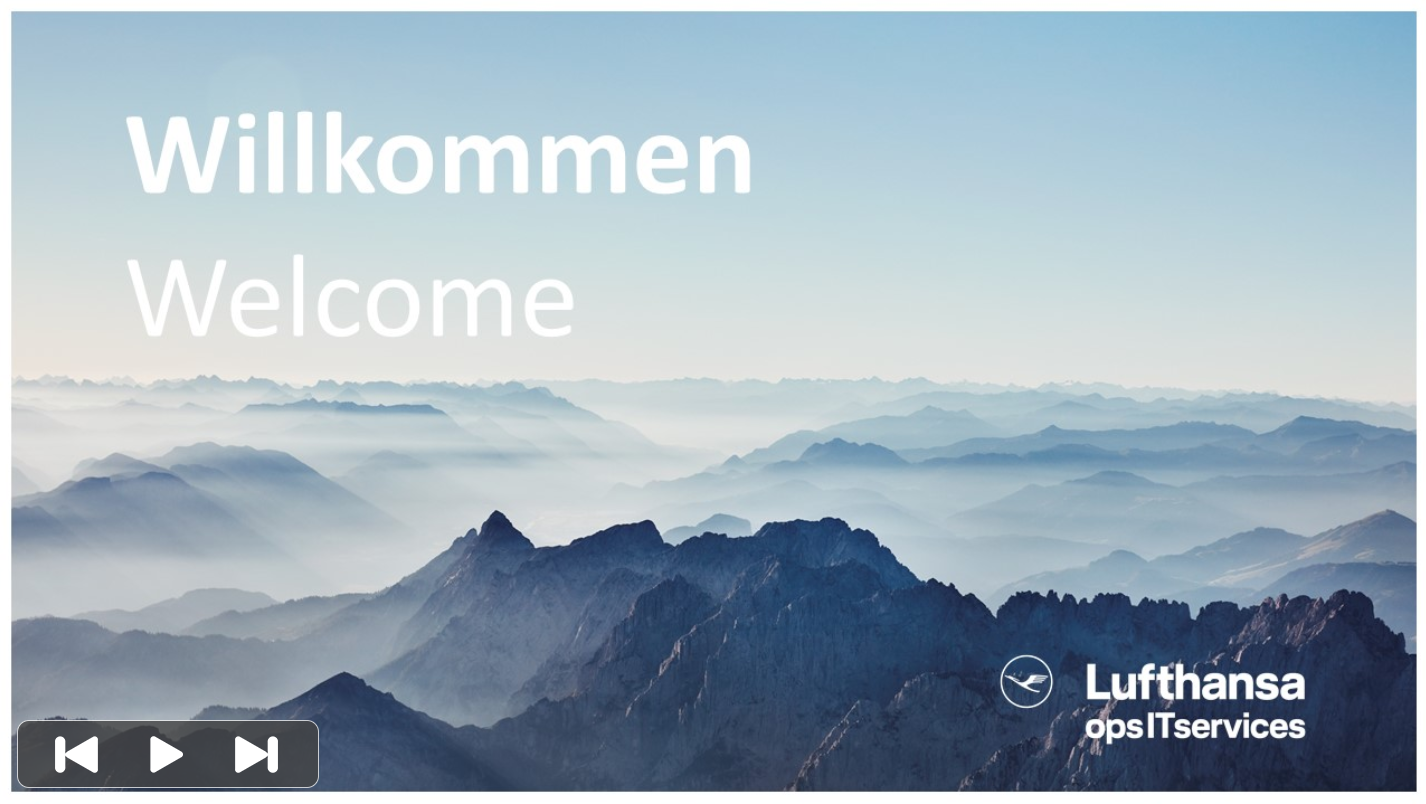 Willkommen
Welcome
Lufthansa
opsITservices